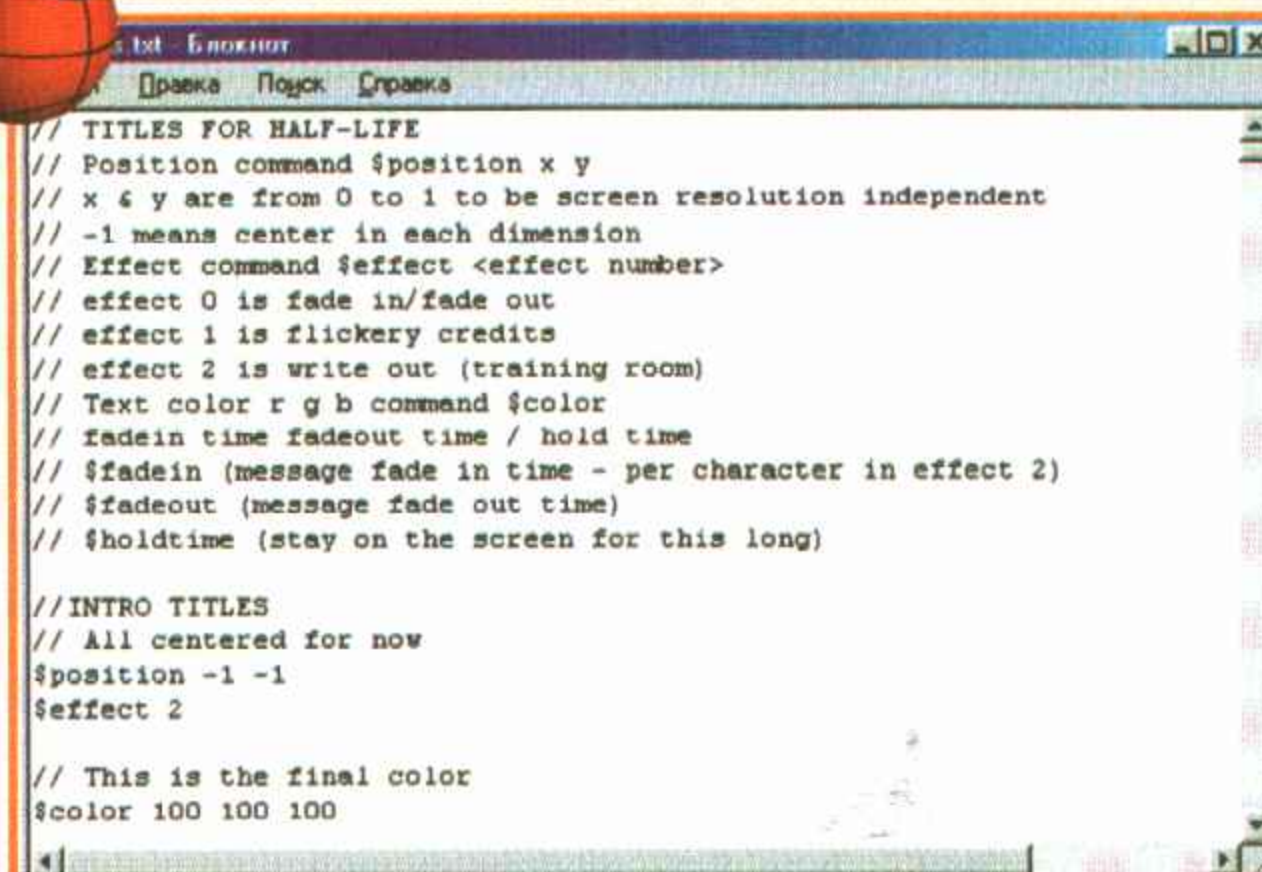 s.txt - Блокнот
Правка Поиск Справка
// TITLES FOR HALF-LIFE
// Position command $position x y
// x & y are from 0 to 1 to be screen resolution independent
// -1 means center in each dimension
// Effect command $effect <effect number>
// effect 0 is fade in/fade out
// effect 1 is flickery credits
// effect 2 is write out (training room)
// Text color r g b command $color
// fadein time fadeout time / hold time
// $fadein (message fade in time - per character in effect 2)
// $fadeout (message fade out time)
// $holdtime (stay on the screen for this long)
//INTRO TITLES
// All centered for now
$position -1 -1
$effect 2
// This is the final color
$color 100 100 100